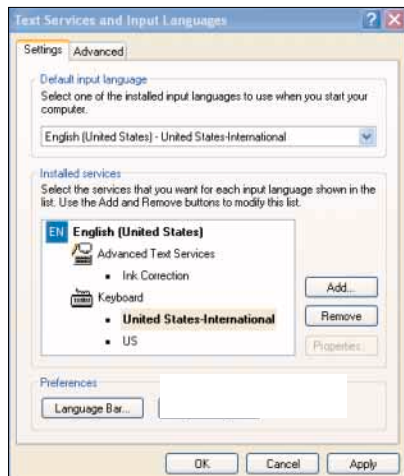 Text Services and Input Languages
Settings Advanced
Default input language
Select one of the installed input languages to use when you start your
computer.
English (United States) - United States-International
Installed services
Select the services that you want for each input language shown in the
list. Use the Add and Remove buttons to modify this list.
EN English (United States)
Advanced Text Services
Ink Correction
Add...
Keyboard
United States-International
Remove
US
Properties...
Preferences
Language Bar...
OK Cancel Apply